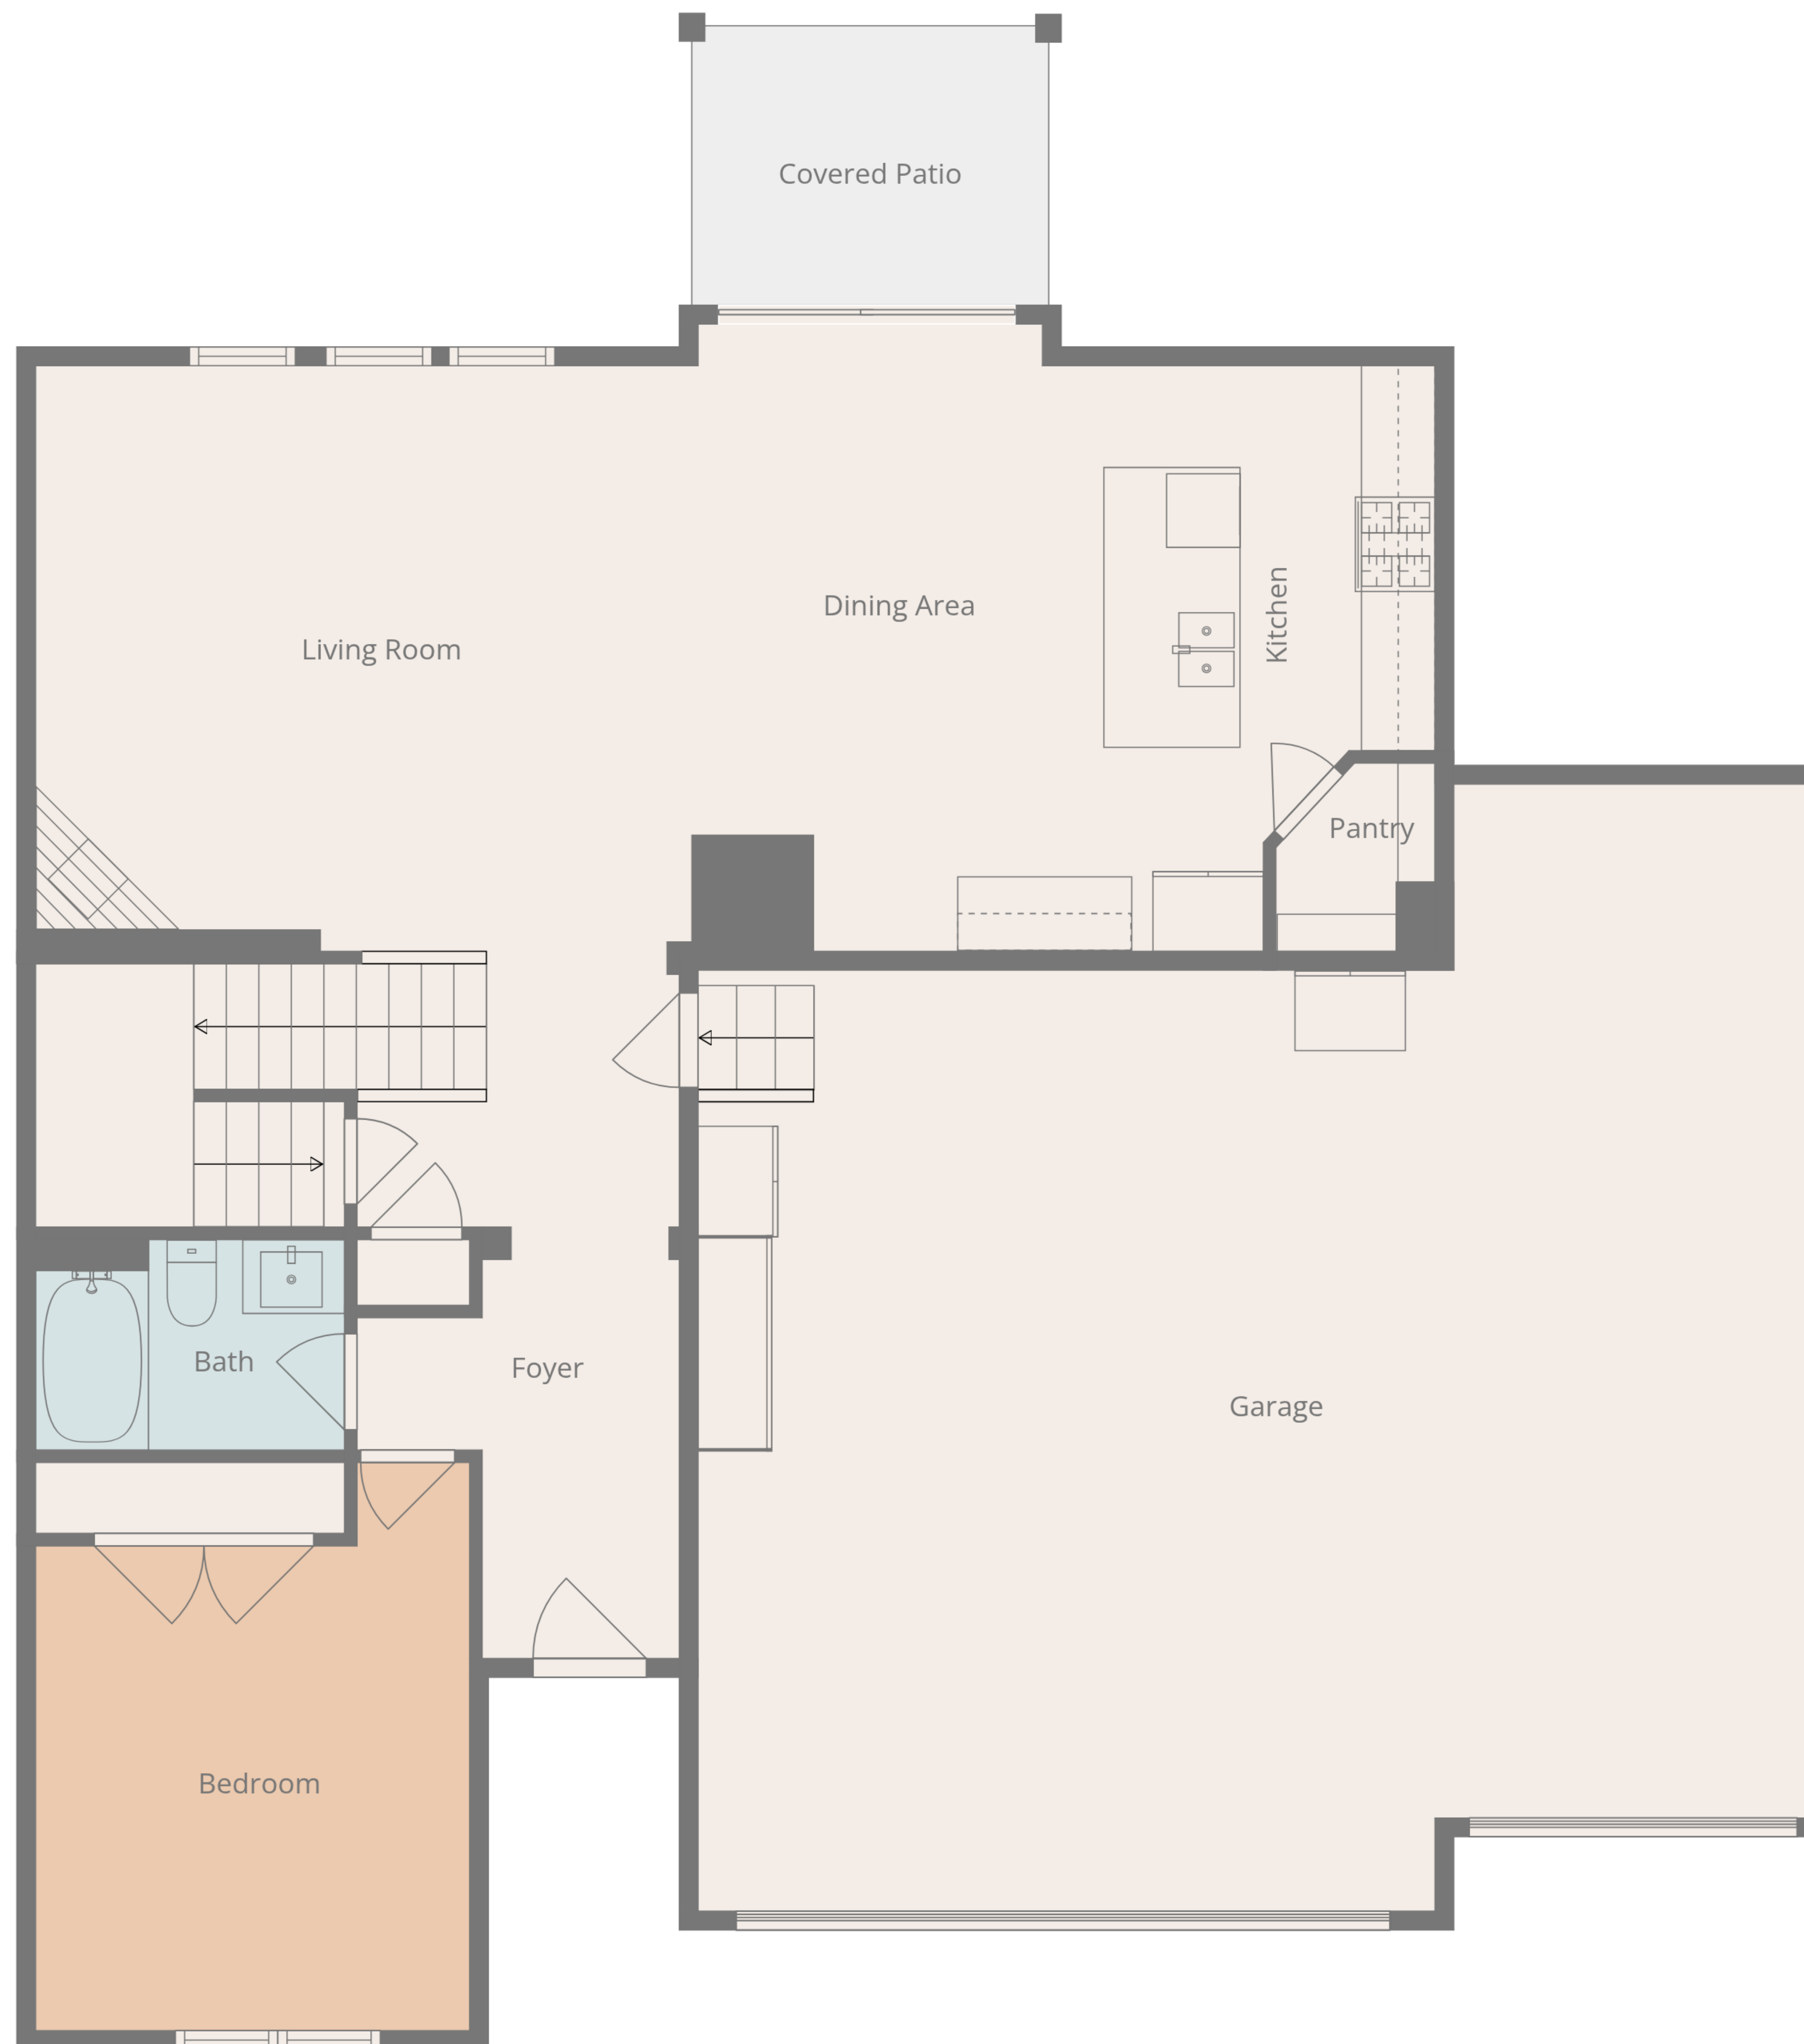 Covered Patio
Dining Area
Kitchen
Living Room
Pantry
Bath
Foyer
Garage
Bedroom